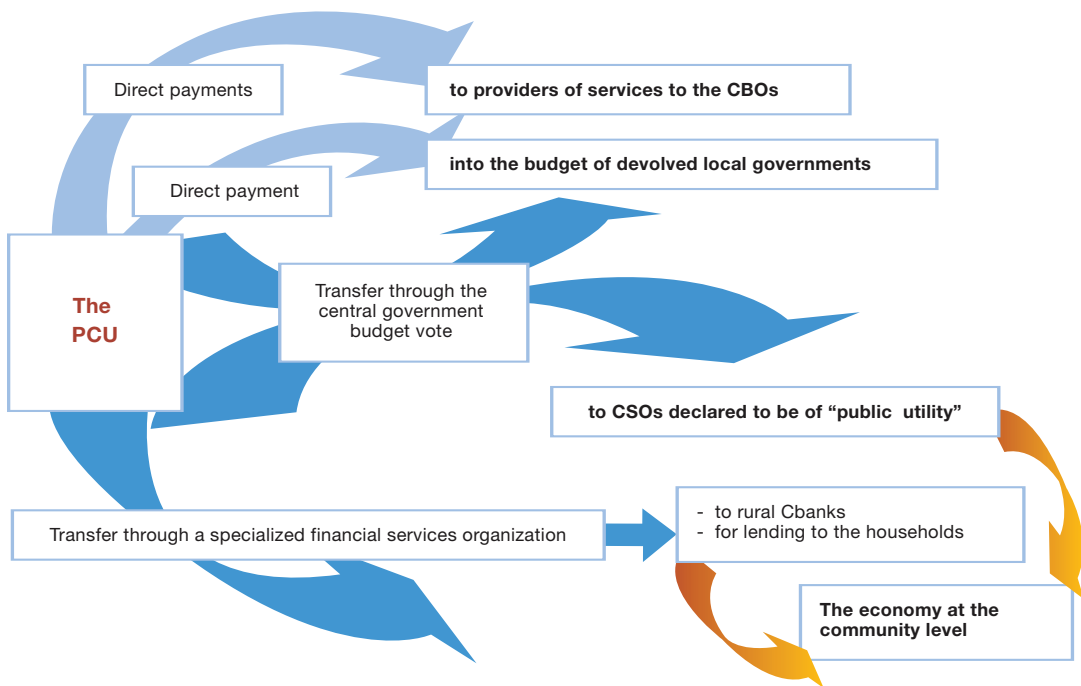 Direct payments
to providers of services to the CBOs
into the budget of devolved local governments
Direct payment
The
PCU
Transfer through the
central government
budget vote
to CSOs declared to be of “public utility”
Transfer through a specialized financial services organization
- to rural Cbanks
- for lending to the households
The economy at the
community level